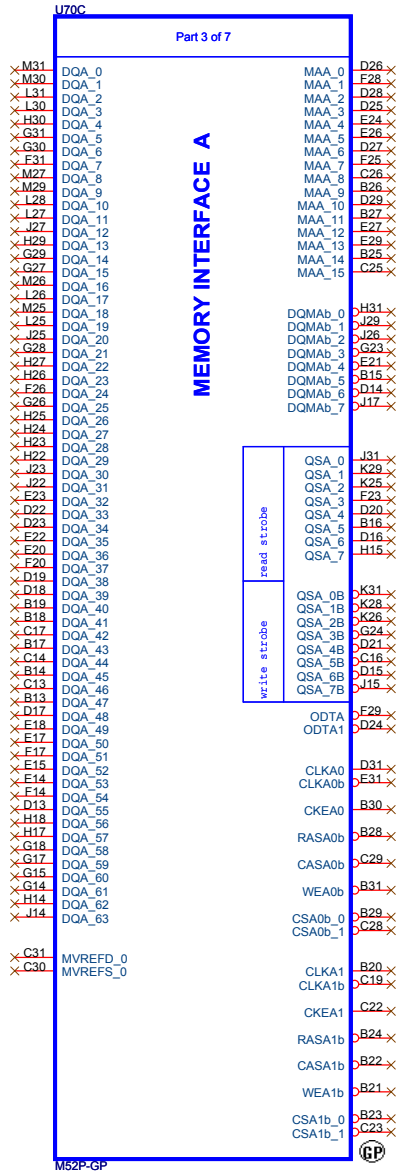 U70C
Part 3 of 7
MEMORY INTERFACE A
M31 DQA_0
M30 DQA_1
L31 DQA_2
L30 DQA_3
H30 DQA_4
G31 DQA_5
G30 DQA_6
F31 DQA_7
M27 DQA_8
M29 DQA_9
L28 DQA_10
L27 DQA_11
J27 DQA_12
H29 DQA_13
G29 DQA_14
G27 DQA_15
M26 DQA_16
L26 DQA_17
M25 DQA_18
L25 DQA_19
J25 DQA_20
G28 DQA_21
H27 DQA_22
H26 DQA_23
F26 DQA_24
G26 DQA_25
H25 DQA_26
H24 DQA_27
H23 DQA_28
H22 DQA_29
J23 DQA_30
J22 DQA_31
E23 DQA_32
D22 DQA_33
D23 DQA_34
E22 DQA_35
E20 DQA_36
F20 DQA_37
D19 DQA_38
D18 DQA_39
B19 DQA_40
B18 DQA_41
C17 DQA_42
B17 DQA_43
C14 DQA_44
B14 DQA_45
C13 DQA_46
B13 DQA_47
D17 DQA_48
E18 DQA_49
E17 DQA_50
F17 DQA_51
E15 DQA_52
E14 DQA_53
F14 DQA_54
D13 DQA_55
H18 DQA_56
H17 DQA_57
G18 DQA_58
G17 DQA_59
G15 DQA_60
G14 DQA_61
H14 DQA_62
J14 DQA_63
C31 MVREFD_0
C30 MVREFS_0
MAA_0 D26
MAA_1 F28
MAA_2 D28
MAA_3 D25
MAA_4 E24
MAA_5 E26
MAA_6 D27
MAA_7 F25
MAA_8 C26
MAA_9 B26
MAA_10 D29
MAA_11 B27
MAA_12 E27
MAA_13 E29
MAA_14 B25
MAA_15 C25
DQMAb_0 H31
DQMAb_1 J29
DQMAb_2 J26
DQMAb_3 G23
DQMAb_4 E21
DQMAb_5 B15
DQMAb_6 D14
DQMAb_7 J17
read strobe
QSA_0 J31
QSA_1 K29
QSA_2 K25
QSA_3 F23
QSA_4 D20
QSA_5 B16
QSA_6 D16
QSA_7 H15
write strobe
QSA_0B K31
QSA_1B K28
QSA_2B K26
QSA_3B G24
QSA_4B D21
QSA_5B C16
QSA_6B D15
QSA_7B J15
ODTA F29
ODTA1 D24
CLKA0 D31
CLKA0b E31
CKEA0 B30
RASA0b B28
CASA0b C29
WEA0b B31
CSA0b_0 B29
CSA0b_1 C28
CLKA1 B20
CLKA1b C19
CKEA1 C22
RASA1b B24
CASA1b B22
WEA1b B21
CSA1b_0 B23
CSA1b_1 C23
GP
M52P-GP